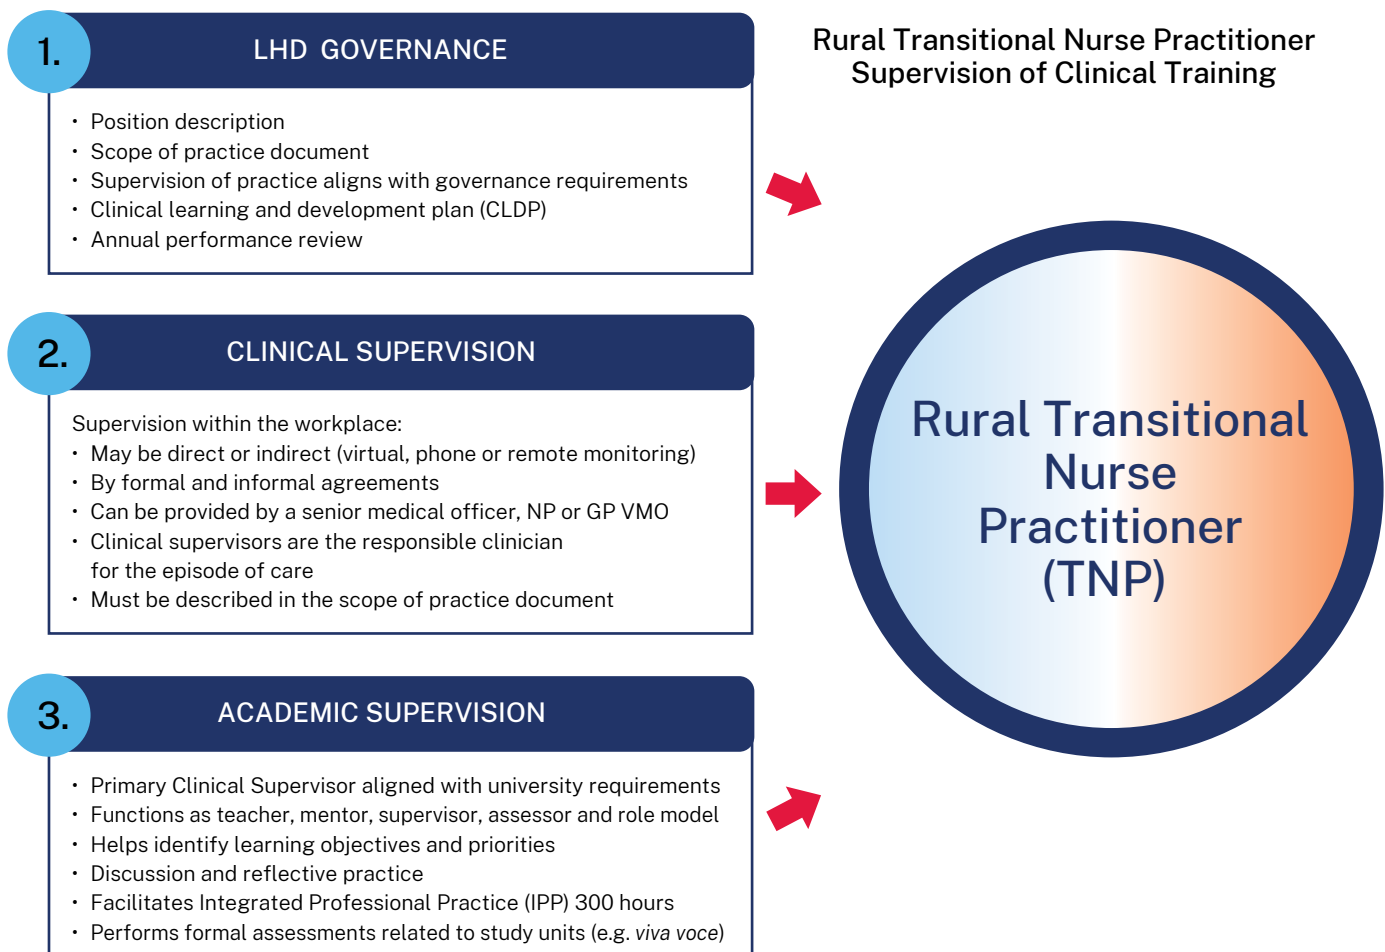 1.
LHD GOVERNANCE
• Position description
• Scope of practice document
• Supervision of practice aligns with governance requirements
• Clinical learning and development plan (CLDP)
• Annual performance review
Rural Transitional Nurse Practitioner
Supervision of Clinical Training
2.
CLINICAL SUPERVISION
Supervision within the workplace:
• May be direct or indirect (virtual, phone or remote monitoring)
• By formal and informal agreements
• Can be provided by a senior medical officer, NP or GP VMO
• Clinical supervisors are the responsible clinician
for the episode of care
• Must be described in the scope of practice document
3.
ACADEMIC SUPERVISION
• Primary Clinical Supervisor aligned with university requirements
• Functions as teacher, mentor, supervisor, assessor and role model
• Helps identify learning objectives and priorities
• Discussion and reflective practice
• Facilitates Integrated Professional Practice (IPP) 300 hours
• Performs formal assessments related to study units (e.g. viva voce)
Rural Transitional
Nurse
Practitioner
(TNP)